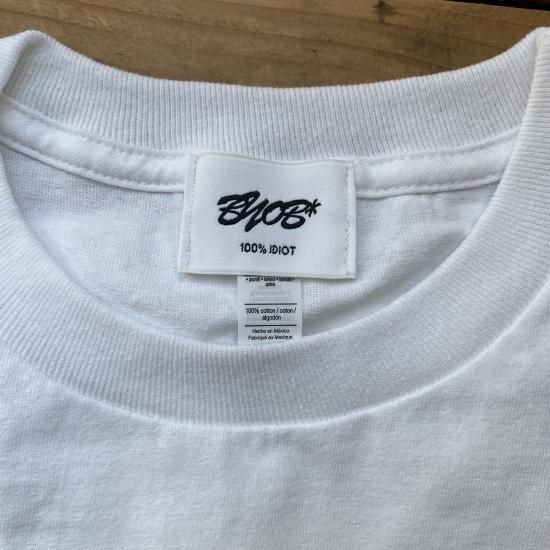 BYOB*
100% IDIOT
100% cotton / coton /
algodón
Hecho en México
Fabriqué au Mexique